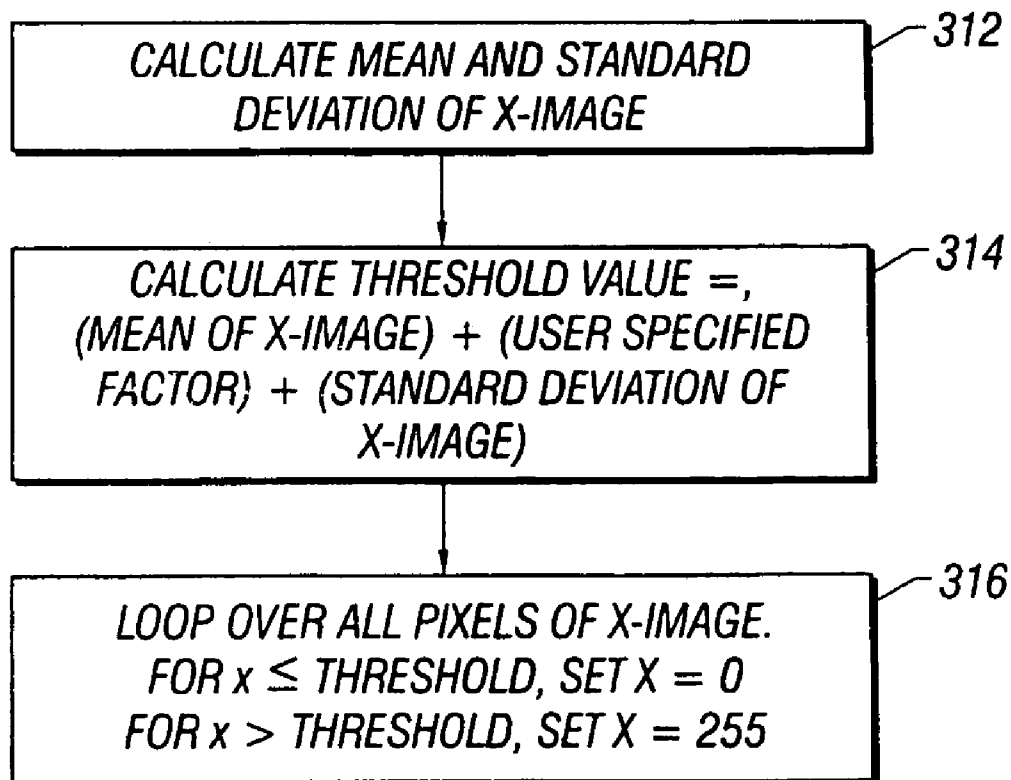 CALCULATE MEAN AND STANDARD
DEVIATION OF X-IMAGE
312
CALCULATE THRESHOLD VALUE =,
(MEAN OF X-IMAGE) + (USER SPECIFIED
FACTOR) + (STANDARD DEVIATION OF
X-IMAGE)
314
LOOP OVER ALL PIXELS OF X-IMAGE.
FOR x ≤ THRESHOLD, SET X = 0
FOR x > THRESHOLD, SET X = 255
316